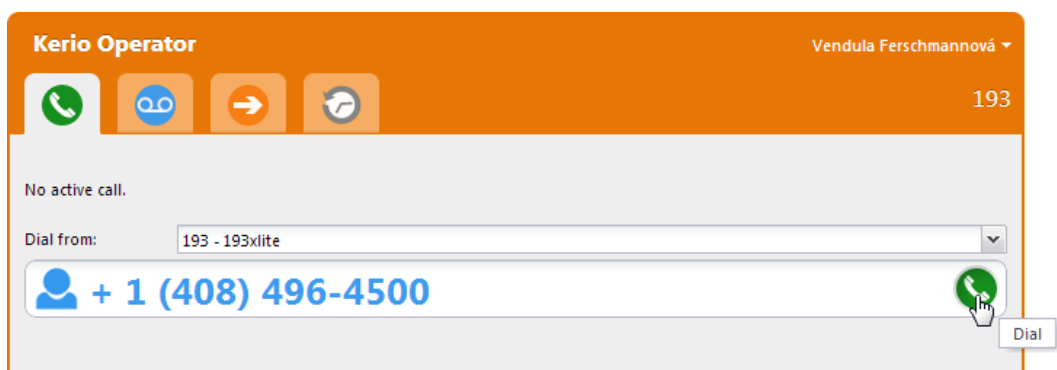 Kerio Operator
Vendula Ferschmannová
193
No active call.
Dial from:
193 - 193xlite
+ 1 (408) 496-4500
Dial